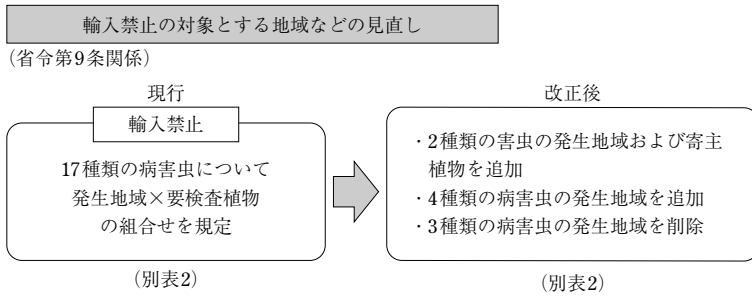 輸入禁止の対象とする地域などの見直し
(省令第9条関係)
現行
輸入禁止
17種類の病害虫について
発生地域×要検査植物
の組合せを規定
(別表2)
改正後
・2種類の害虫の発生地域および寄主
植物を追加
・4種類の病害虫の発生地域を追加
・3種類の病害虫の発生地域を削除
(別表2)